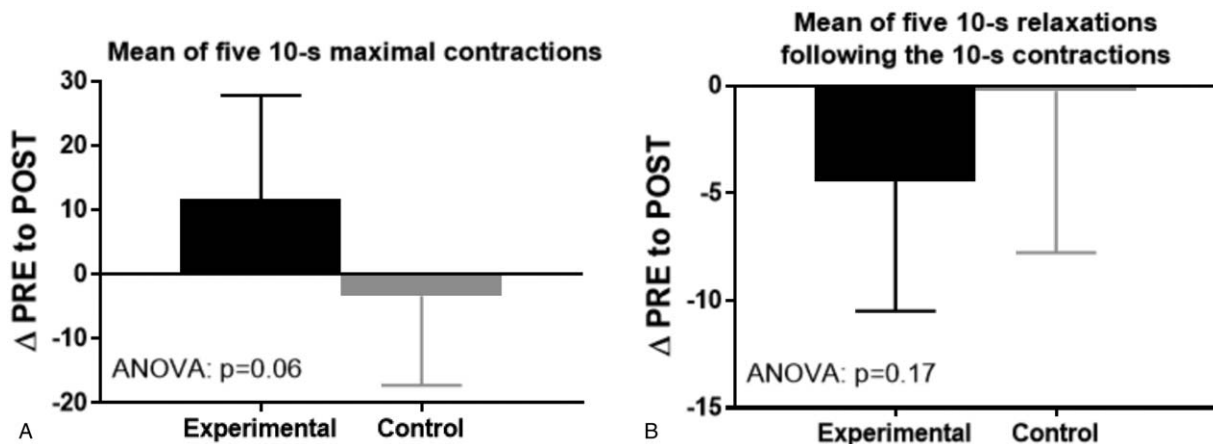 Mean of five 10-s maximal contractions
Δ PRE to POST
30
20
10
0
-10
-20
ANOVA: p=0.06
Experimental Control
A
Mean of five 10-s relaxations
following the 10-s contractions
Δ PRE to POST
0
-5
-10
-15
ANOVA: p=0.17
Experimental Control
B